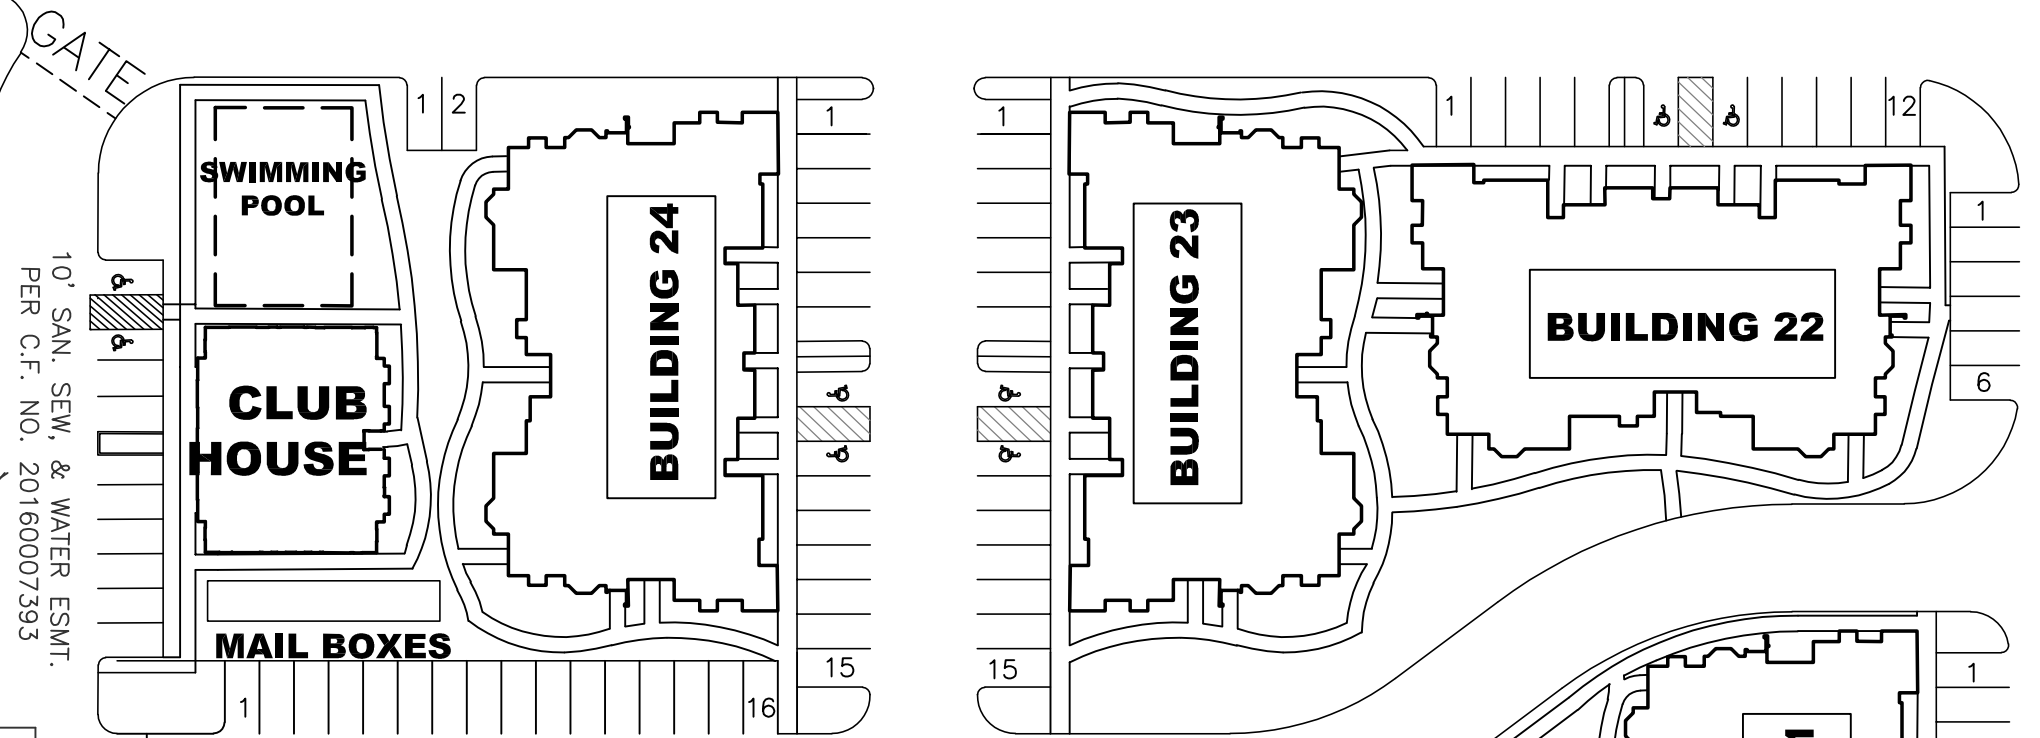 GATE
1 2
SWIMMING
POOL
CLUB
HOUSE
MAIL BOXES
10' SAN. SEW, & WATER ESMT.
PER C.F. NO. 20160007393
BUILDING 24
1
15
1 16
1
15
BUILDING 23
1 12
BUILDING 22
1
6
1